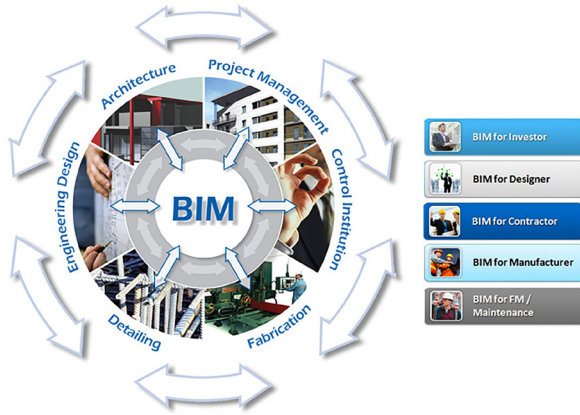 Architecture
Project Management
Engineering Design
Control Institution
BIM
Detailing
Fabrication
BIM for Investor
BIM for Designer
BIM for Contractor
BIM for Manufacturer
BIM for FM /
Maintenance